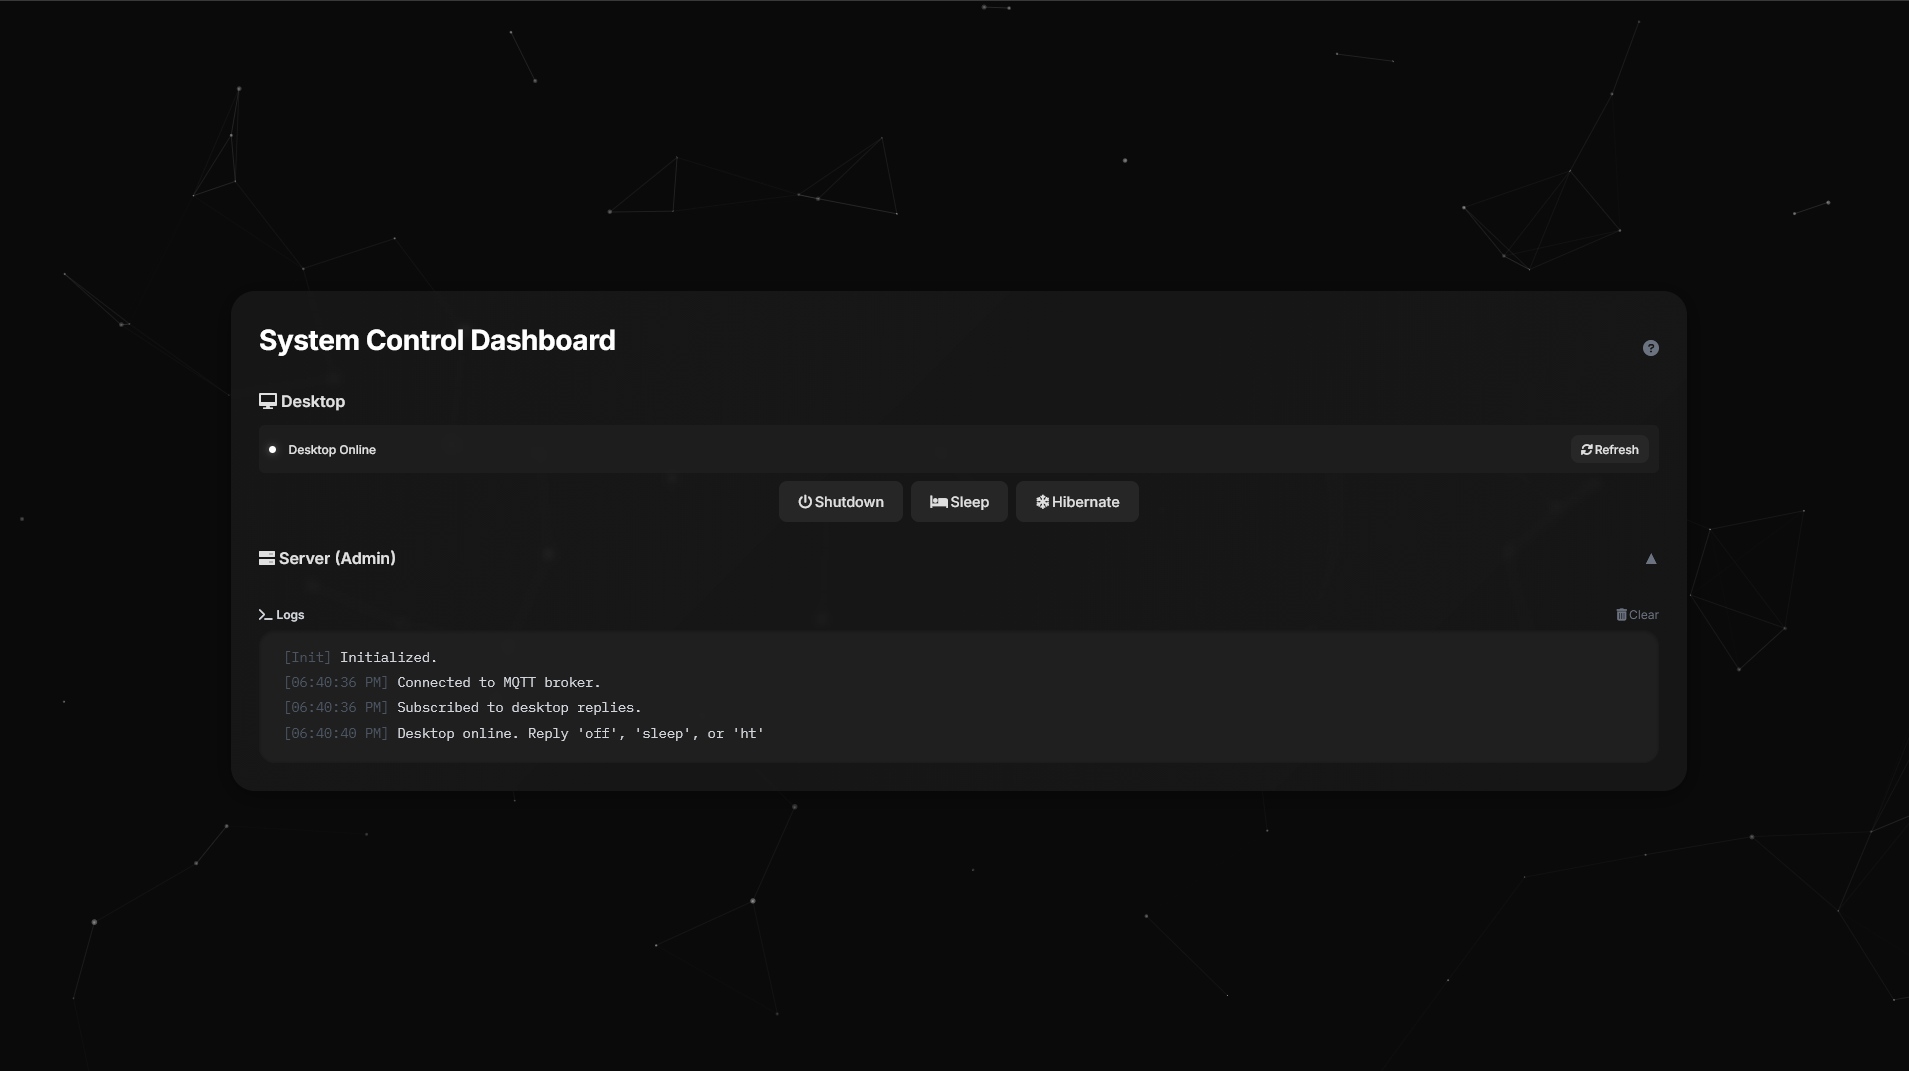 System Control Dashboard
?
Desktop
Desktop Online
Refresh
Shutdown
Sleep
Hibernate
Server (Admin)
Logs
Clear
[Init] Initialized.
[06:40:36 PM] Connected to MQTT broker.
[06:40:36 PM] Subscribed to desktop replies.
[06:40:40 PM] Desktop online. Reply 'off', 'sleep', or 'ht'